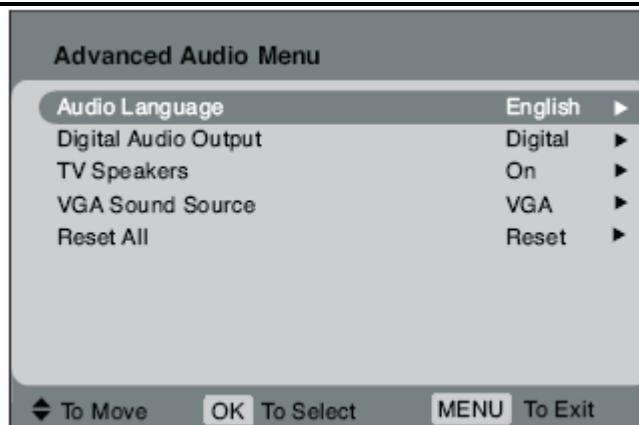 Advanced Audio Menu
Audio Language English
Digital Audio Output Digital
TV Speakers On
VGA Sound Source VGA
Reset All Reset
To Move OK To Select MENU To Exit